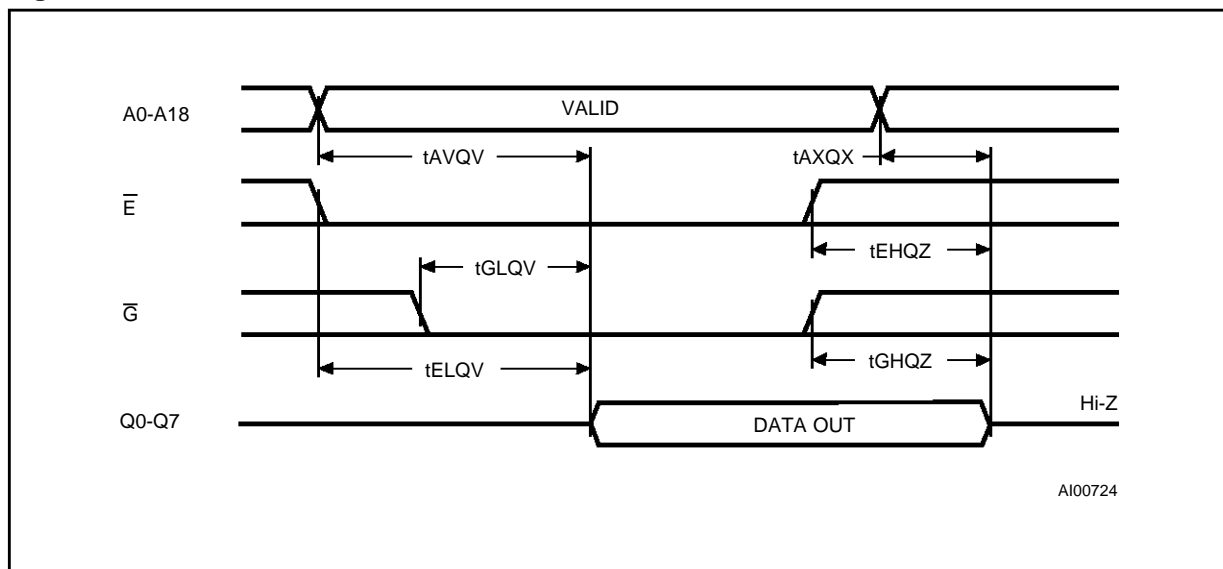 A0-A18
VALID
tAVQV
tAXQX
E̅
tEHQZ
tGLQV
G̅
tGHQZ
tELQV
Hi-Z
Q0-Q7
DATA OUT
AI00724